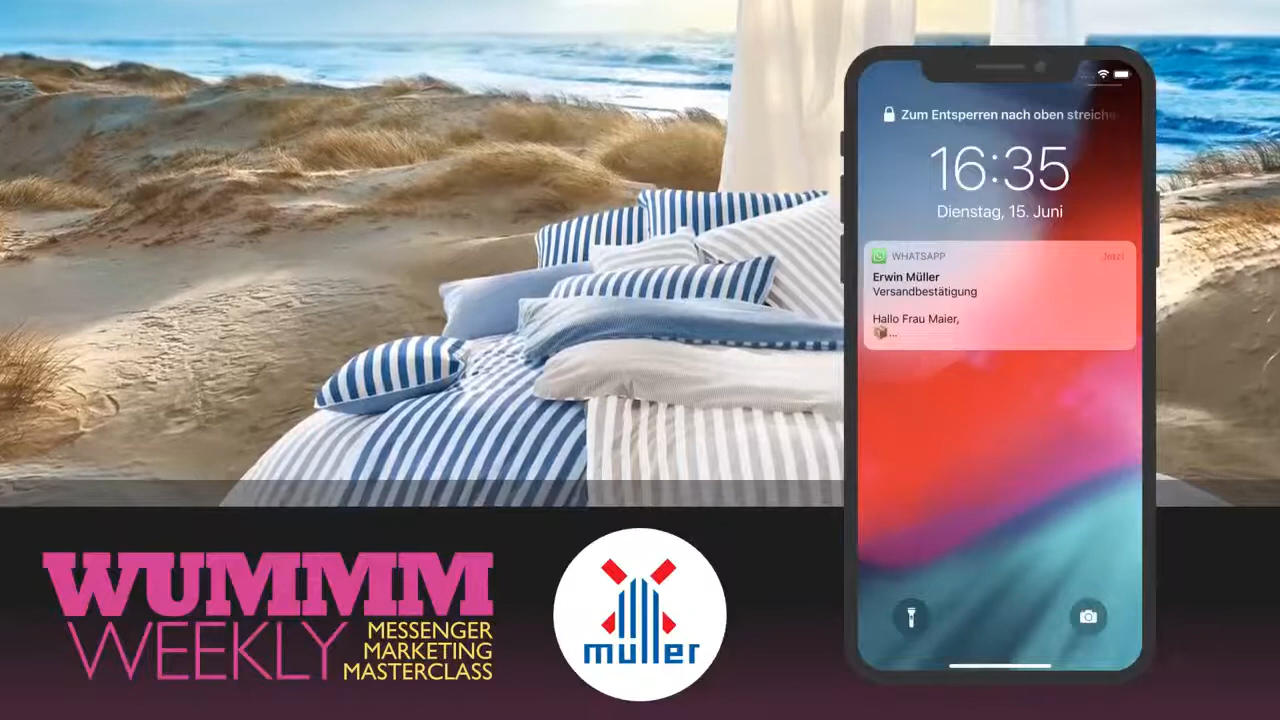 Zum Entsperren nach oben streiche
16:35
Dienstag, 15. Juni
WHATSAPP
Jetzt
Erwin Müller
Versandbestätigung
Hallo Frau Maier,
...
WUMMM
WEEKLY
MESSENGER
MARKETING
MASTERCLASS
müller